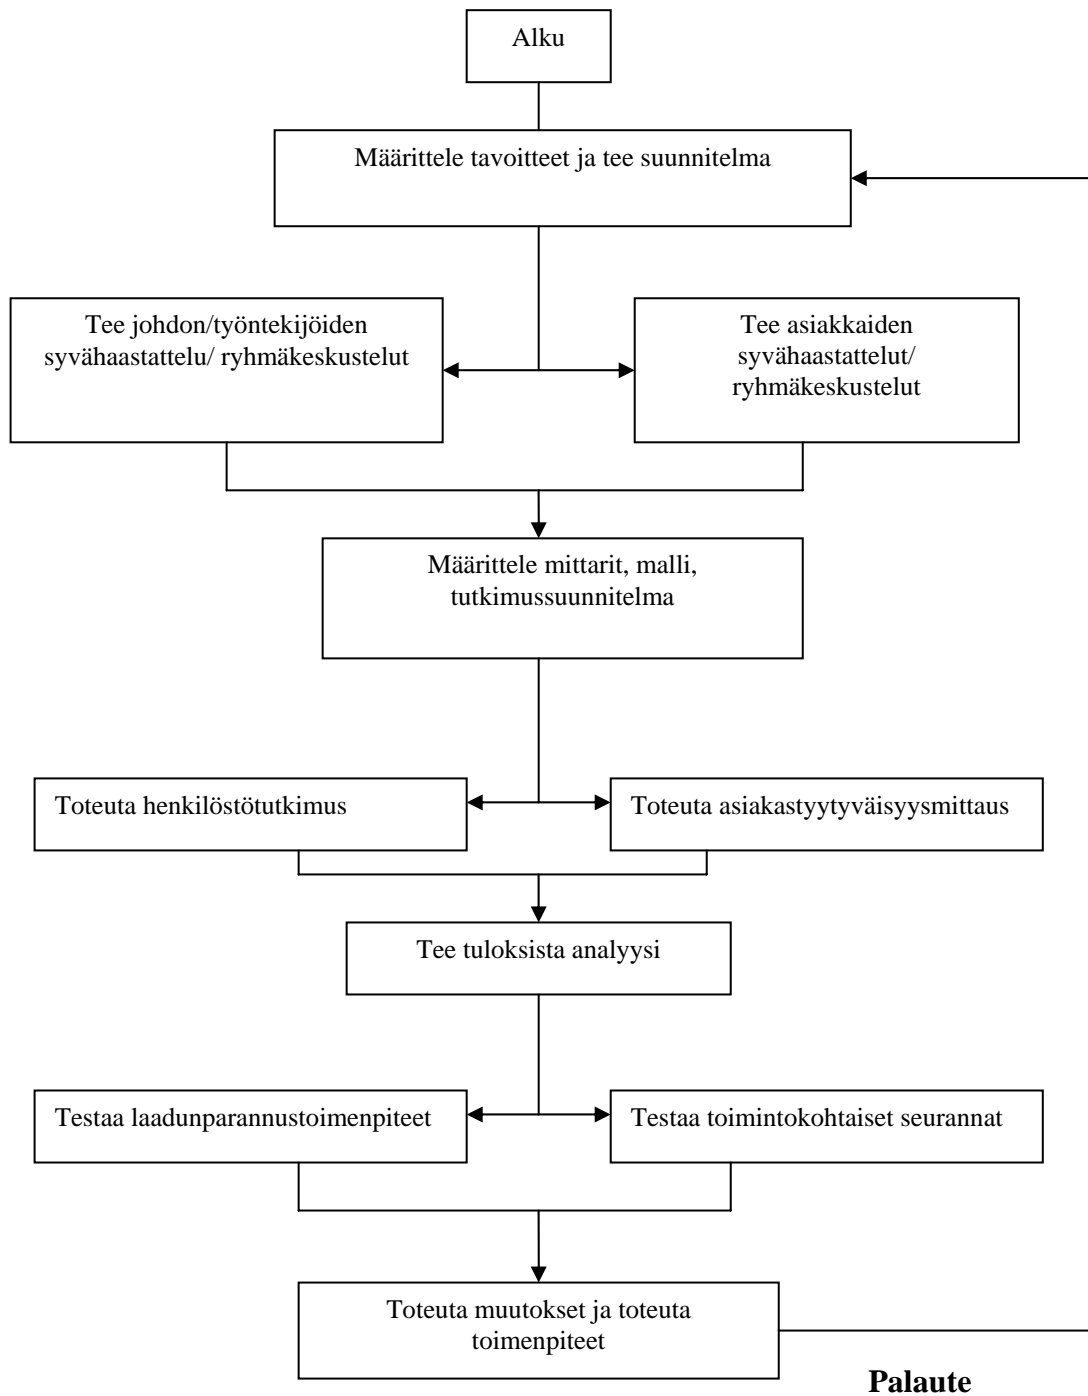 Alku
Määrittele tavoitteet ja tee suunnitelma
Tee johdon/työntekijöiden
syvähaastattelu/ ryhmäkeskustelut
Tee asiakkaiden
syvähaastattelut/
ryhmäkeskustelut
Määrittele mittarit, malli,
tutkimussuunnitelma
Toteuta henkilöstötutkimus
Toteuta asiakastyytyväisyysmittaus
Tee tuloksista analyysi
Testaa laadunparannustoimenpiteet
Testaa toimintokohtaiset seurannat
Toteuta muutokset ja toteuta
toimenpiteet
Palaute